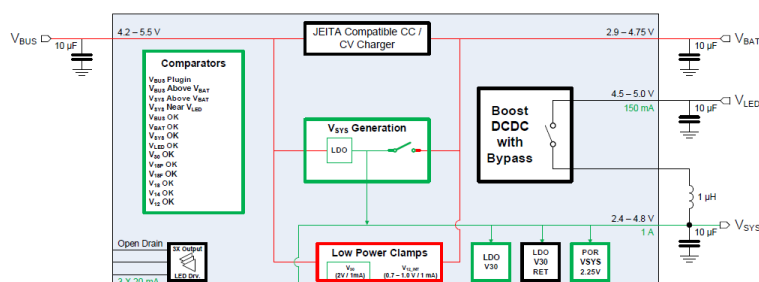 VBUS
10 µF
4.2 – 5.5 V
JEITA Compatible CC /
CV Charger
2.9 – 4.75 V
10 µF
VBAT
Comparators
VBUS Plugin
VBUS Above VBAT
VSYS Above VBAT
VSYS Near VLED
VBUS OK
VBAT OK
VSYS OK
VLED OK
V30 OK
V18P OK
V18F OK
V18 OK
V14 OK
V12 OK
VSYS Generation
LDO
Boost
DCDC
with
Bypass
4.5 – 5.0 V
150 mA
10 µF
VLED
1 µH
2.4 – 4.8 V
1 A
10 µF
VSYS
Open Drain
3X Output
LED Drv.
3 X 20 mA
Low Power Clamps
(2V / 1mA)
(0.7 – 1.0 V / 1 mA)
LDO
V30
LDO
V30
RET
POR
VSYS
2.25V